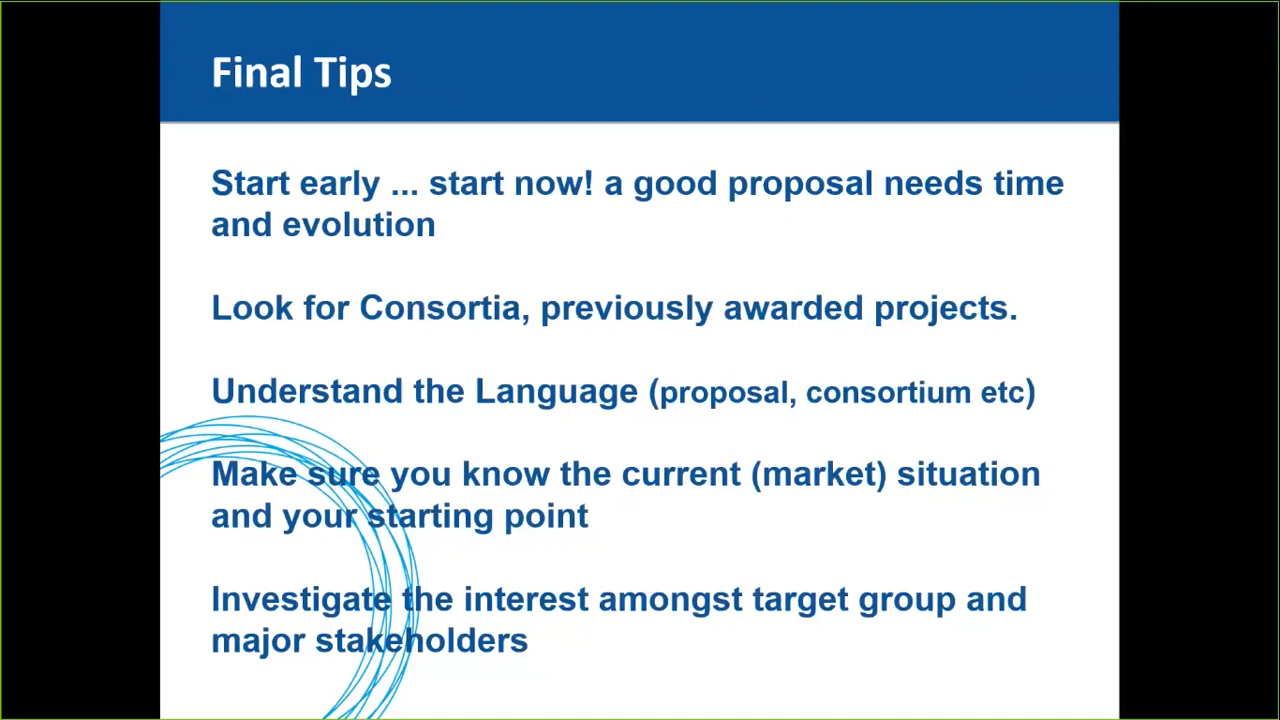 Final Tips
Start early ... start now! a good proposal needs time
and evolution
Look for Consortia, previously awarded projects.
Understand the Language (proposal, consortium etc)
Make sure you know the current (market) situation
and your starting point
Investigate the interest amongst target group and
major stakeholders